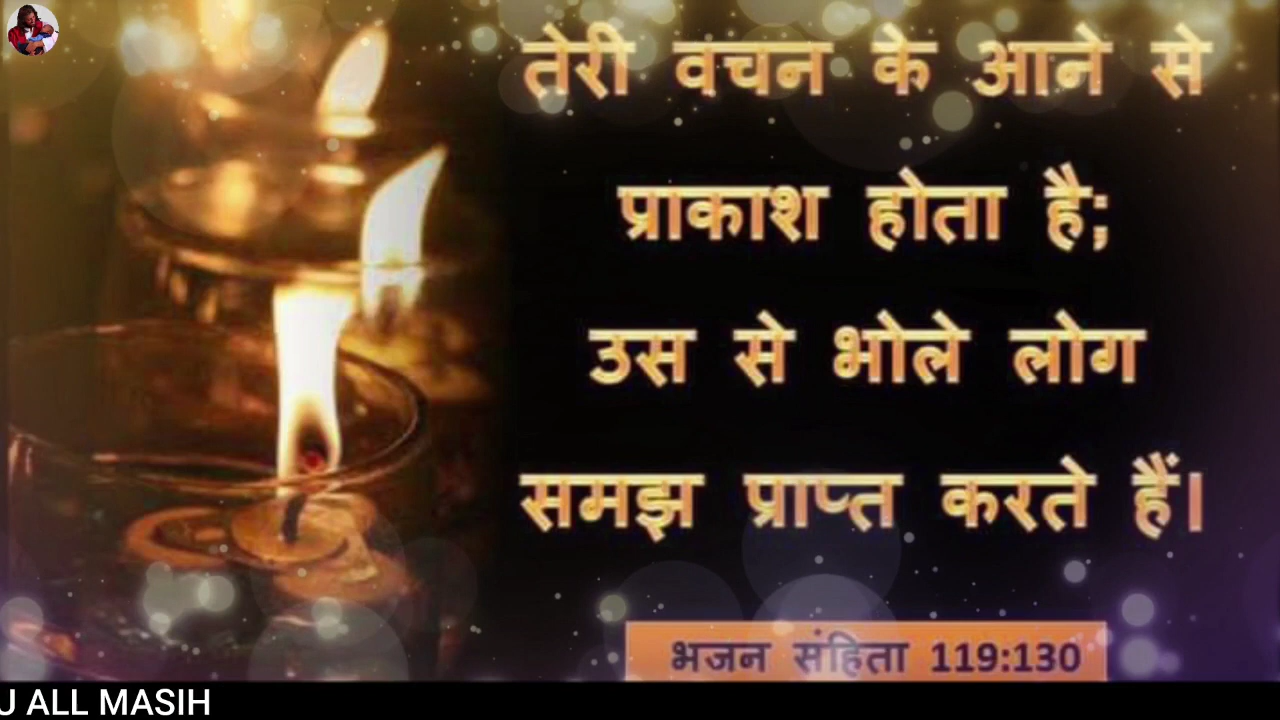 तेरी वचन के आने से
प्राकाश होता है;
उस से भोले लोग
समझ प्राप्त करते हैं।
भजन संहिता 119:130
ALL MASIH